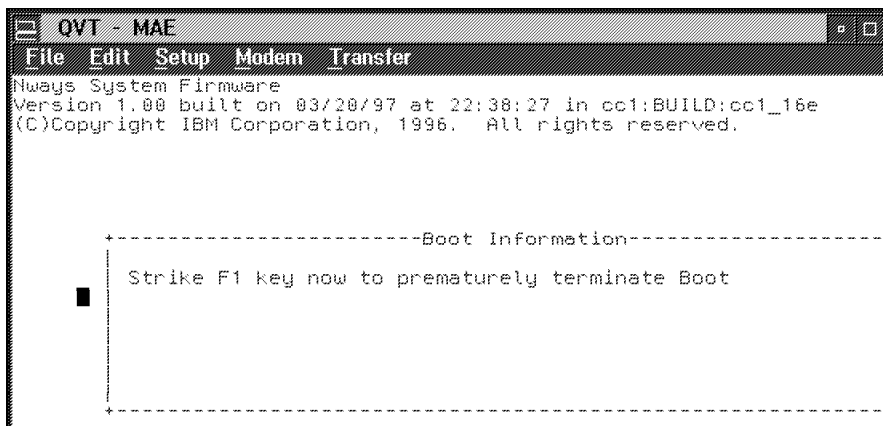 QVT - MAE
File Edit Setup Modem Transfer
Nways System Firmware
Version 1.00 built on 03/20/97 at 22:38:27 in cc1:BUILD:cc1_16e
(C)Copyright IBM Corporation, 1996. All rights reserved.
Boot Information
Strike F1 key now to prematurely terminate Boot